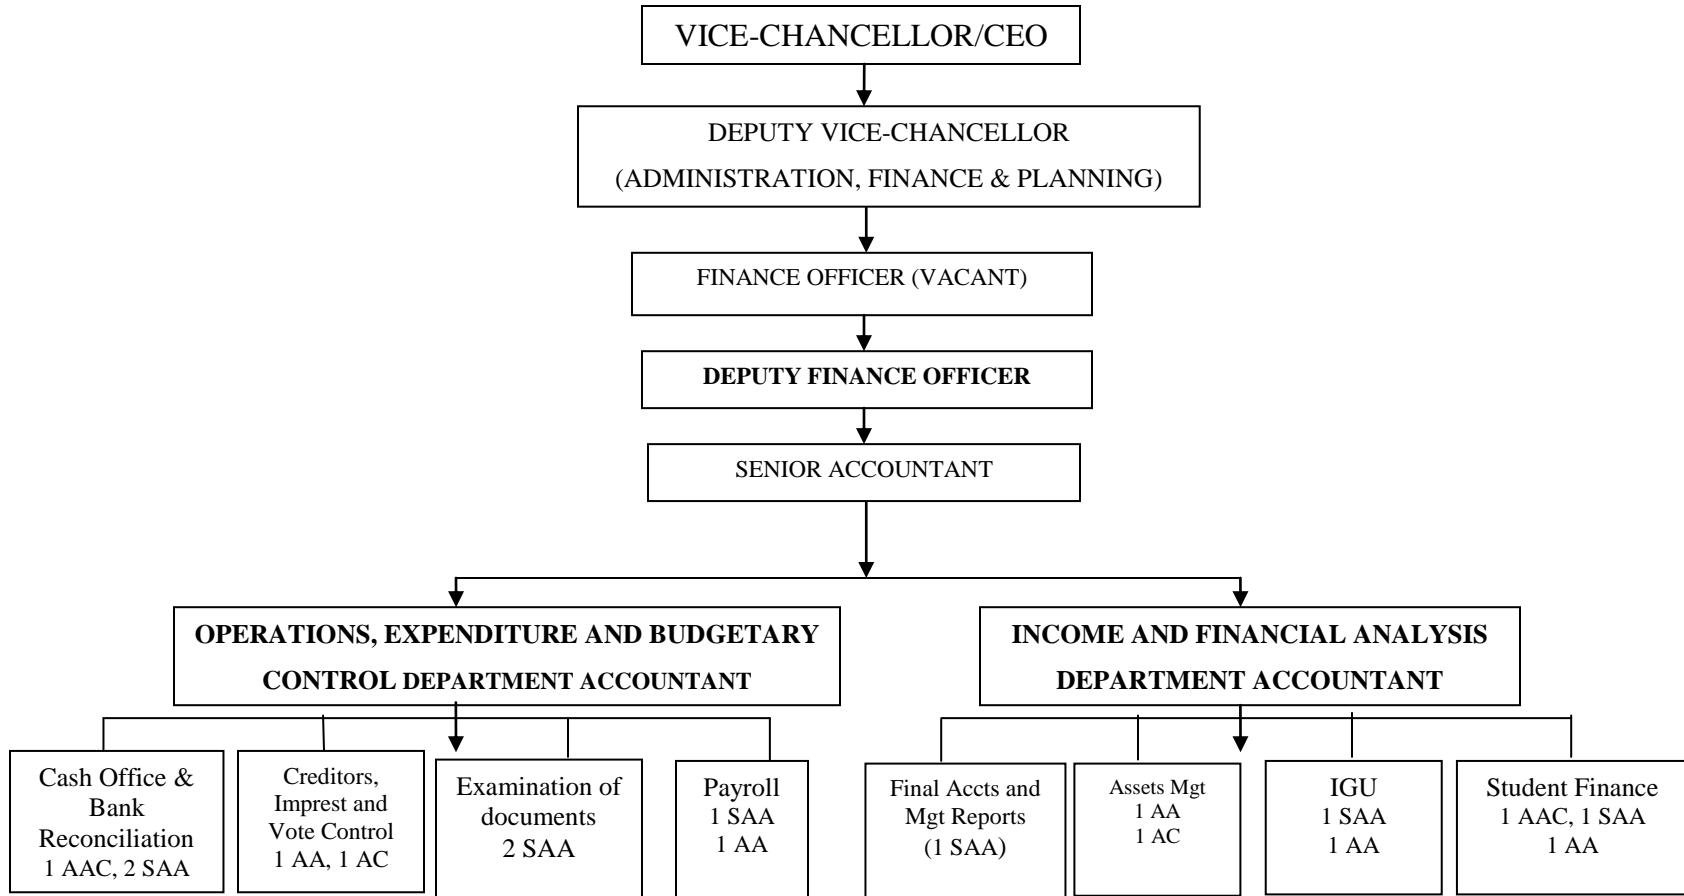 VICE-CHANCELLOR/CEO
DEPUTY VICE-CHANCELLOR
(ADMINISTRATION, FINANCE & PLANNING)
FINANCE OFFICER (VACANT)
DEPUTY FINANCE OFFICER
SENIOR ACCOUNTANT
OPERATIONS, EXPENDITURE AND BUDGETARY
CONTROL DEPARTMENT ACCOUNTANT
INCOME AND FINANCIAL ANALYSIS
DEPARTMENT ACCOUNTANT
Cash Office &
Bank
Reconciliation
1 AAC, 2 SAA
Creditors,
Imprest and
Vote Control
1 AA, 1 AC
Examination of
documents
2 SAA
Payroll
1 SAA
1 AA
Final Accts and
Mgt Reports
(1 SAA)
Assets Mgt
1 AA
1 AC
IGU
1 SAA
1 AA
Student Finance
1 AAC, 1 SAA
1 AA